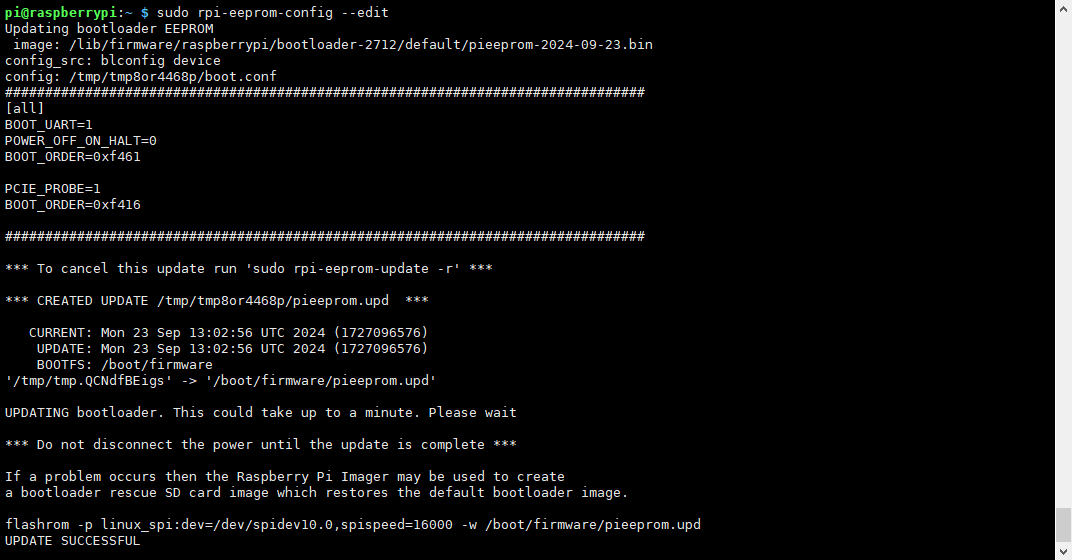 pi@raspberrypi:~ $ sudo rpi-eeprom-config --edit
Updating bootloader EEPROM
 image: /lib/firmware/raspberrypi/bootloader-2712/default/pieeprom-2024-09-23.bin
config_src: blconfig device
config: /tmp/tmp8or4468p/boot.conf
################################################################################
[all]
BOOT_UART=1
POWER_OFF_ON_HALT=0
BOOT_ORDER=0xf461

PCIE_PROBE=1
BOOT_ORDER=0xf416

################################################################################

*** To cancel this update run 'sudo rpi-eeprom-update -r' ***

*** CREATED UPDATE /tmp/tmp8or4468p/pieeprom.upd  ***

   CURRENT: Mon 23 Sep 13:02:56 UTC 2024 (1727096576)
    UPDATE: Mon 23 Sep 13:02:56 UTC 2024 (1727096576)
    BOOTFS: /boot/firmware
'/tmp/tmp.QCNdfBEigs' -> '/boot/firmware/pieeprom.upd'

UPDATING bootloader. This could take up to a minute. Please wait

*** Do not disconnect the power until the update is complete ***

If a problem occurs then the Raspberry Pi Imager may be used to create
a bootloader rescue SD card image which restores the default bootloader image.

flashrom -p linux_spi:dev=/dev/spidev10.0,spispeed=16000 -w /boot/firmware/pieeprom.upd
UPDATE SUCCESSFUL